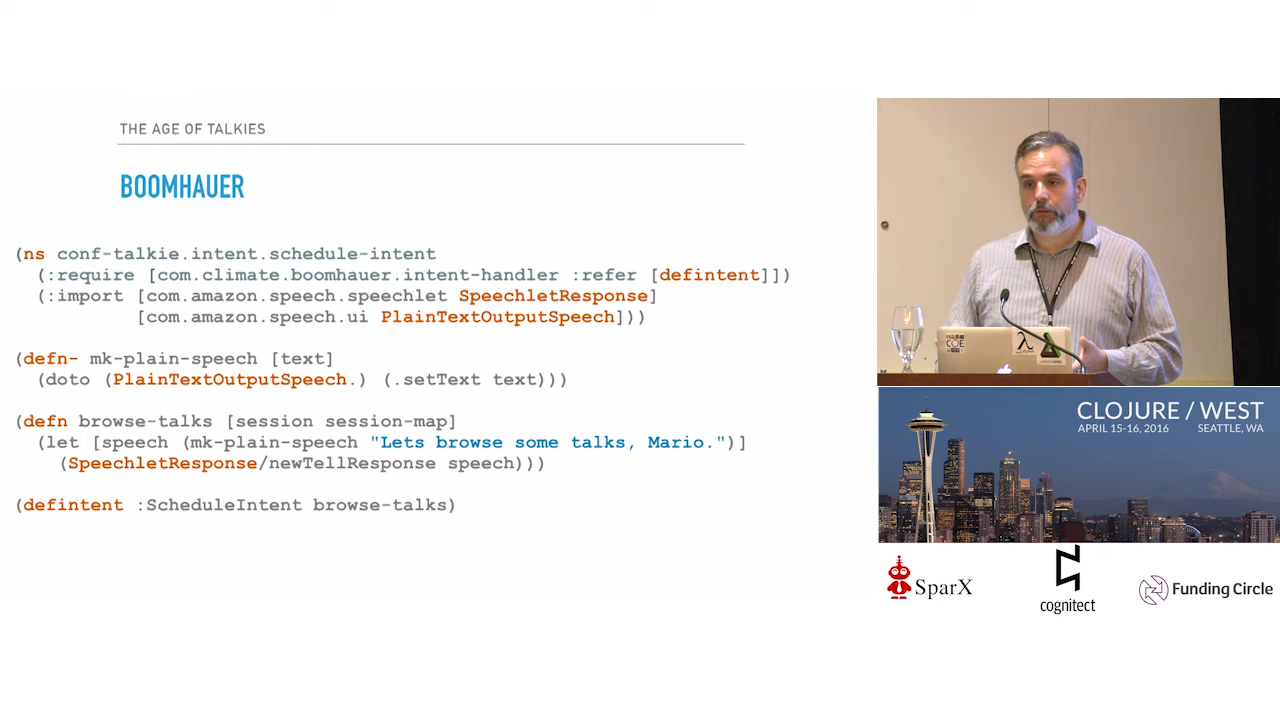 THE AGE OF TALKIES
BOOMHAUER
(ns conf-talkie.intent.schedule-intent
  (:require [com.climate.boomhauer.intent-handler :refer [defintent]])
  (:import [com.amazon.speech.speechlet SpeechletResponse]
           [com.amazon.speech.ui PlainTextOutputSpeech]))
(defn- mk-plain-speech [text]
  (doto (PlainTextOutputSpeech.) (.setText text)))
(defn browse-talks [session session-map]
  (let [speech (mk-plain-speech "Lets browse some talks, Mario.")]
    (SpeechletResponse/newTellResponse speech)))
(defintent :ScheduleIntent browse-talks)
COE
λ
CLOJURE / WEST
APRIL 15-16, 2016 SEATTLE, WA
SparX
cognitect
Funding Circle